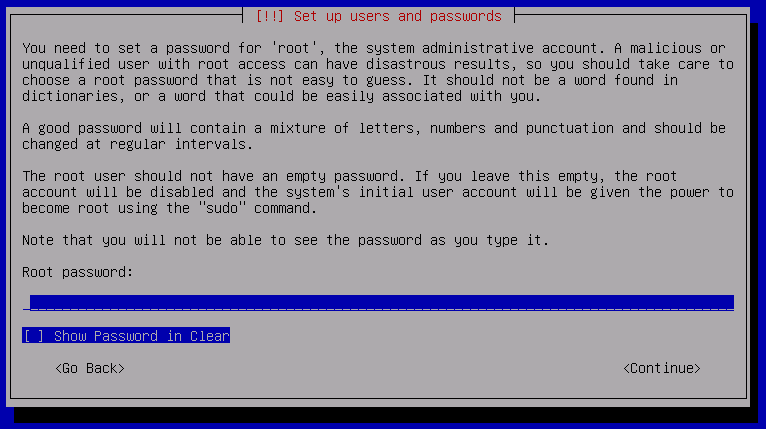 [!!] Set up users and passwords
You need to set a password for 'root', the system administrative account. A malicious or
unqualified user with root access can have disastrous results, so you should take care to
choose a root password that is not easy to guess. It should not be a word found in
dictionaries, or a word that could be easily associated with you.
A good password will contain a mixture of letters, numbers and punctuation and should be
changed at regular intervals.
The root user should not have an empty password. If you leave this empty, the root
account will be disabled and the system's initial user account will be given the power to
become root using the "sudo" command.
Note that you will not be able to see the password as you type it.
Root password:
[ ] Show Password in Clear
<Go Back> <Continue>